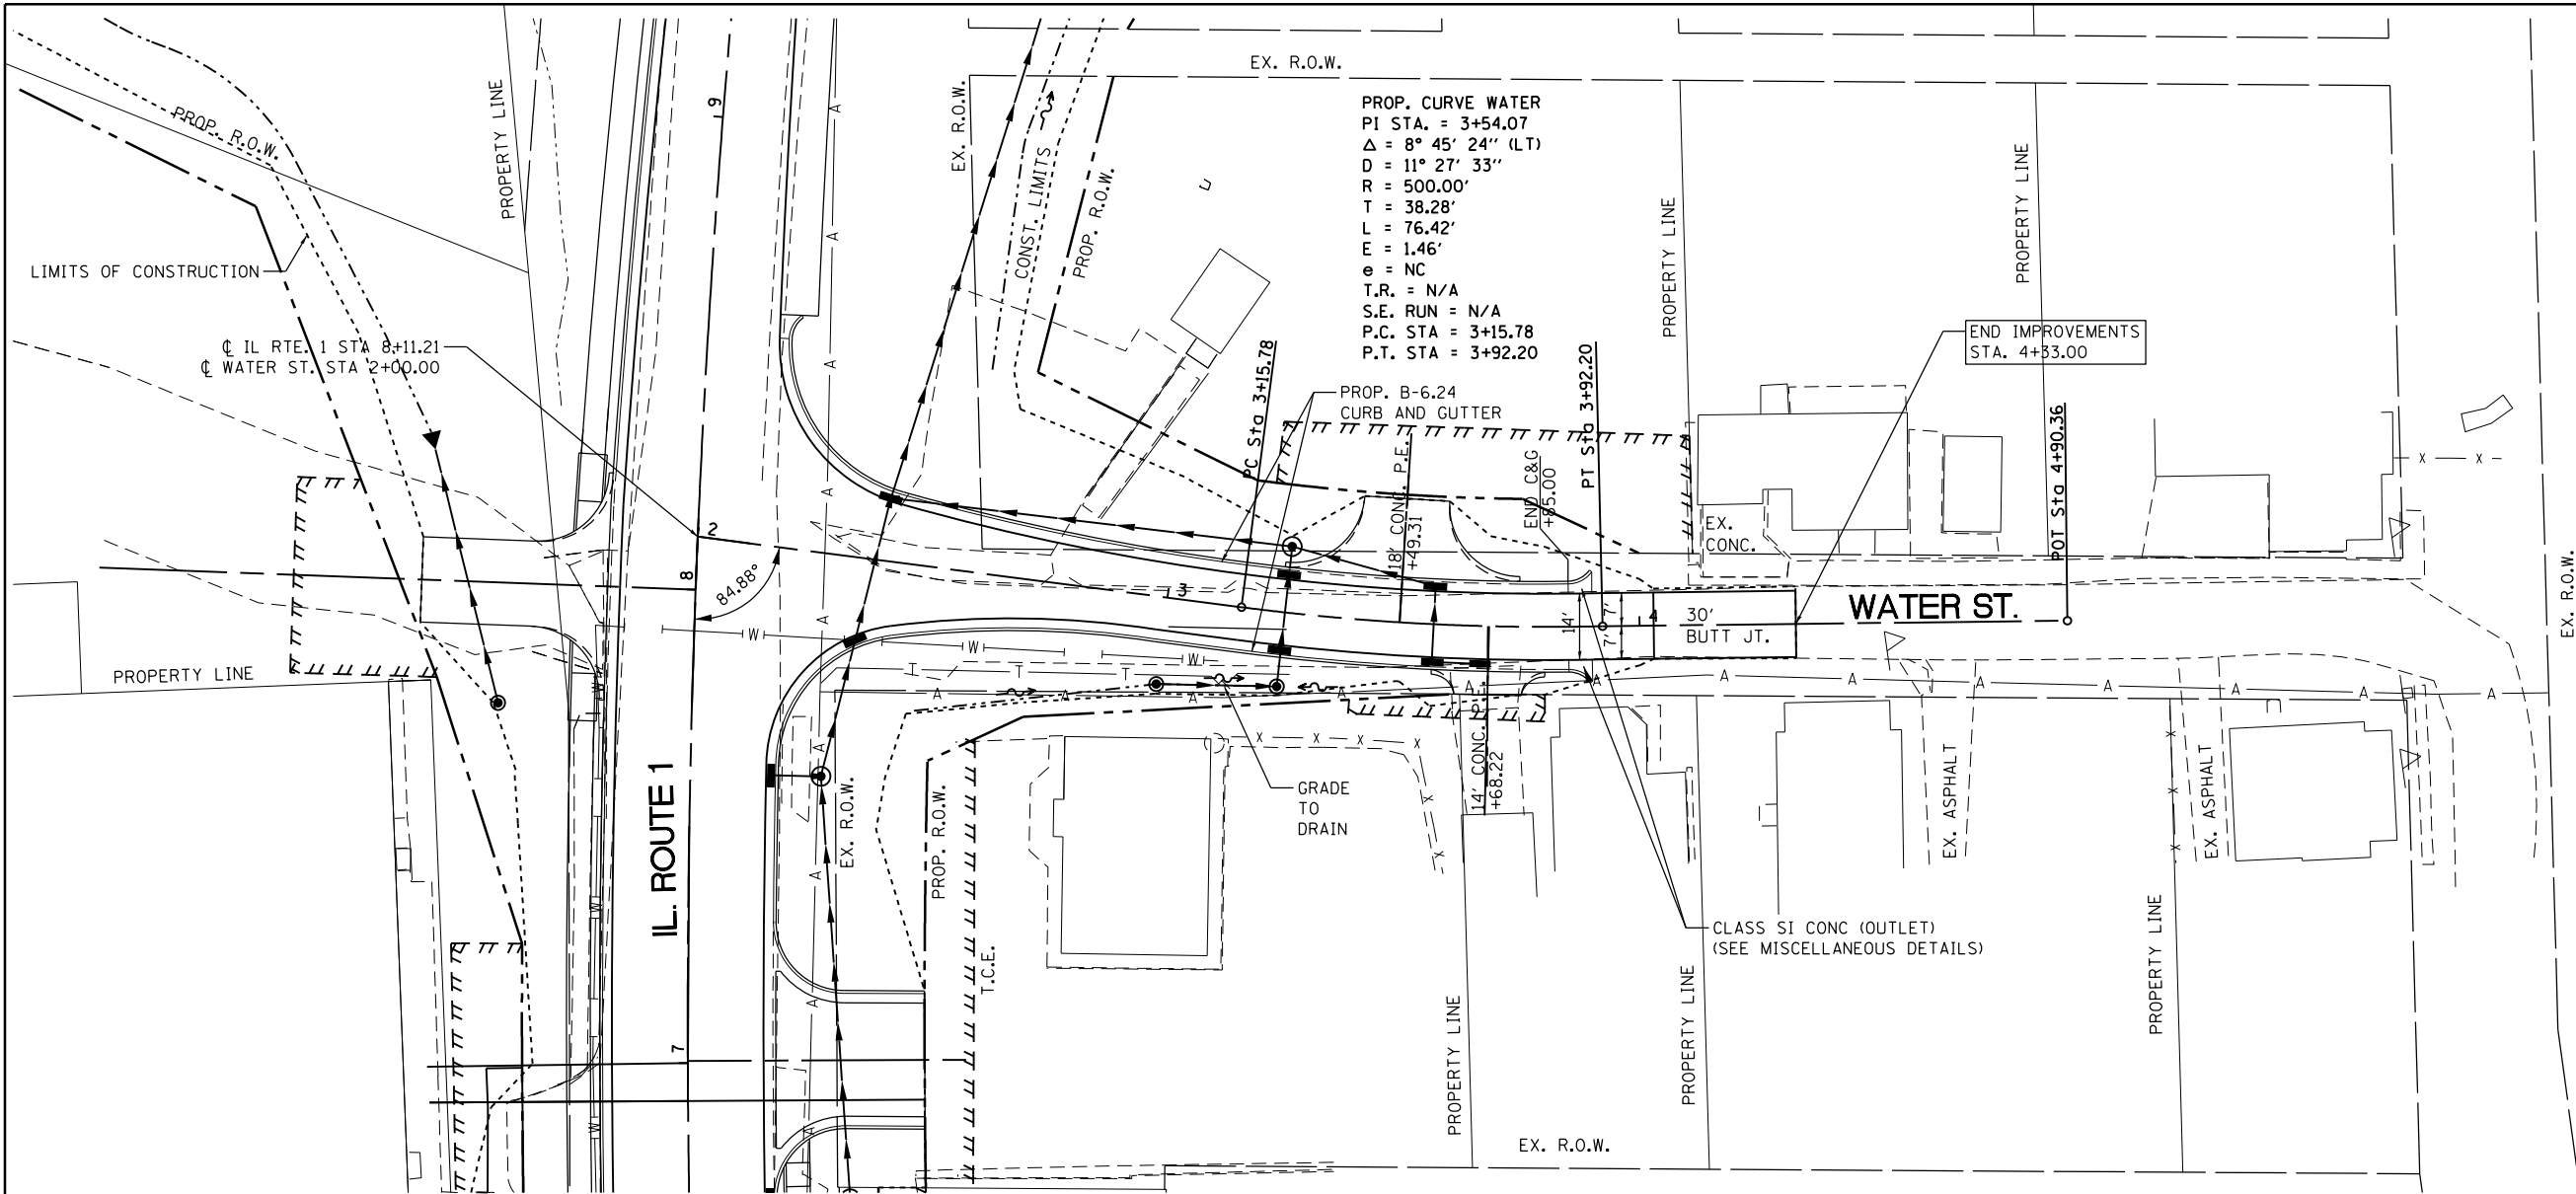 EX. R.O.W.
PROP. CURVE WATER
PI STA. = 3+54.07
Δ = 8° 45' 24'' (LT)
D = 11° 27' 33''
R = 500.00'
T = 38.28'
L = 76.42'
E = 1.46'
e = NC
T.R. = N/A
S.E. RUN = N/A
P.C. STA = 3+15.78
P.T. STA = 3+92.20
PROP. R.O.W.
PROPERTY LINE
9
EX. R.O.W.
CONST. LIMITS
PROP. R.O.W.
PROPERTY LINE
PROPERTY LINE
LIMITS OF CONSTRUCTION
℄ IL RTE. 1 STA 8+11.21
℄ WATER ST. STA 2+00.00
END IMPROVEMENTS
STA. 4+33.00
PC Sta 3+15.78
PROP. B-6.24
CURB AND GUTTER
PT Sta 3+92.20
POT Sta 4+90.36
18' CONC. P.E.
+49.31
END C&G
+85.00
EX.
CONC.
2
8
84.88°
3
14'
7'
7'
4
30'
BUTT JT.
WATER ST.
EX. R.O.W.
PROPERTY LINE
W
W
W
T
T
T
A
A
A
A
A
A
A
A
A
A
A
X
X
X
X
X
X
IL. ROUTE 1
EX. R.O.W.
PROP. R.O.W.
T.C.E.
GRADE
TO
DRAIN
14' CONC. P.E.
+68.22
EX. ASPHALT
EX. ASPHALT
CLASS SI CONC (OUTLET)
(SEE MISCELLANEOUS DETAILS)
PROPERTY LINE
PROPERTY LINE
PROPERTY LINE
7
EX. R.O.W.